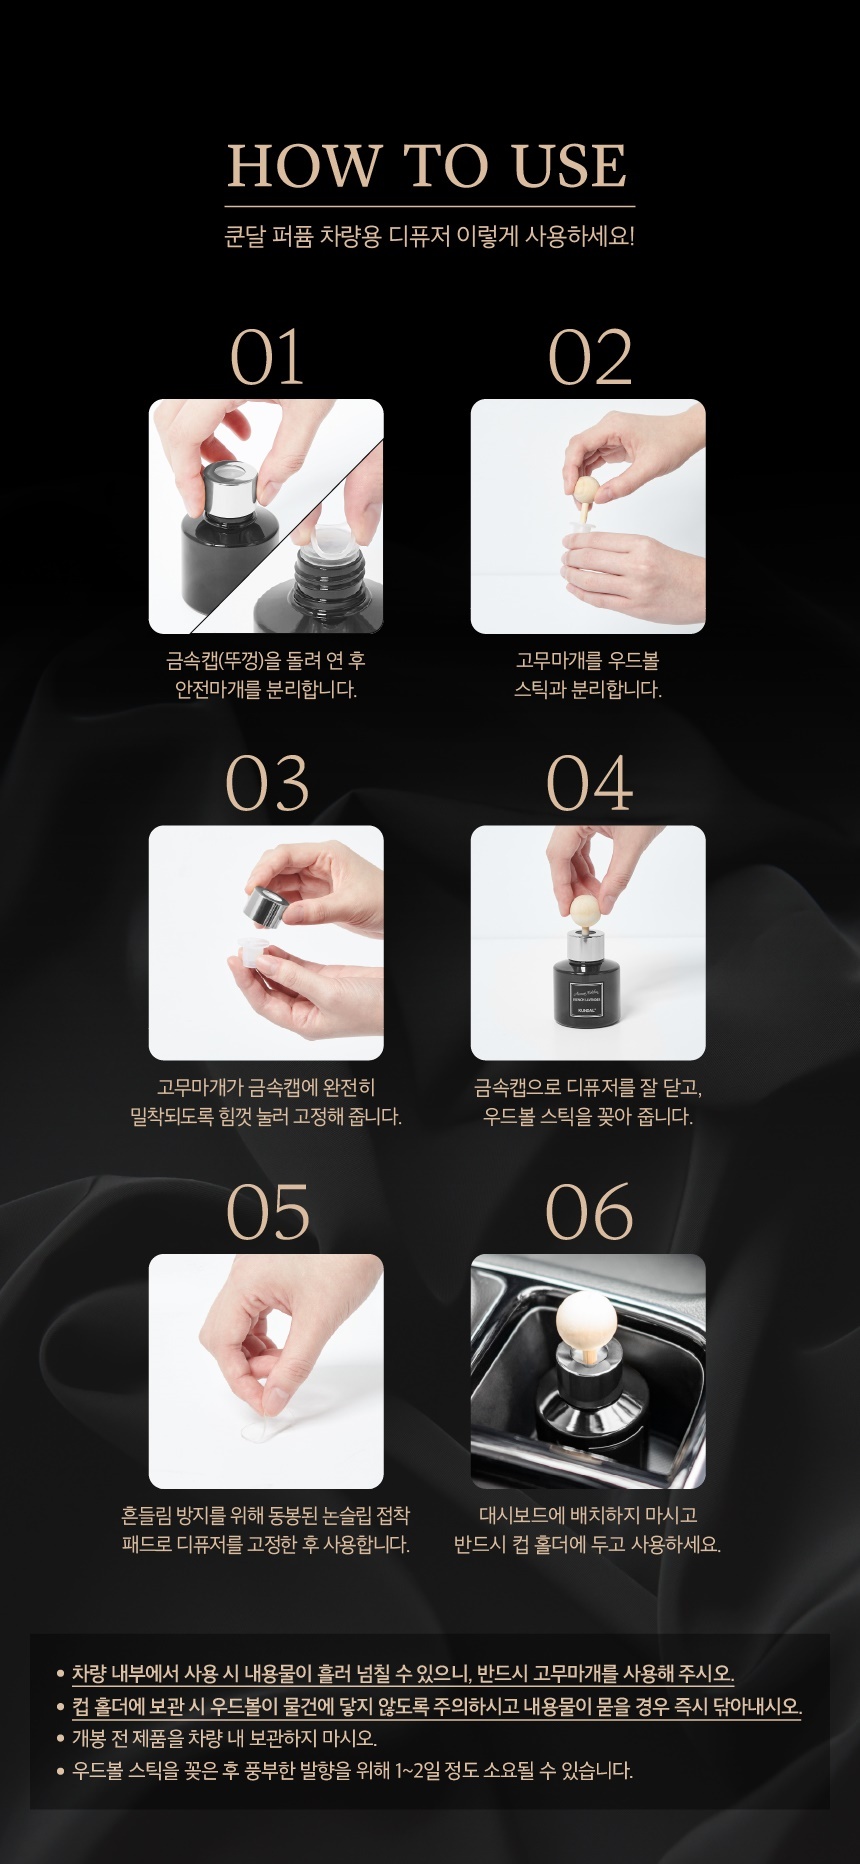 HOW TO USE
쿤달 퍼퓸 차량용 디퓨저 이렇게 사용하세요!
01
금속캡(뚜껑)을 돌려 연 후
안전마개를 분리합니다.
02
고무마개를 우드볼
스틱과 분리합니다.
03
고무마개가 금속캡에 완전히
밀착되도록 힘껏 눌러 고정해 줍니다.
04
KUNDAL
금속캡으로 디퓨저를 잘 닫고,
우드볼 스틱을 꽂아 줍니다.
05
흔들림 방지를 위해 동봉된 논슬립 접착
패드로 디퓨저를 고정한 후 사용합니다.
06
대시보드에 배치하지 마시고
반드시 컵 홀더에 두고 사용하세요.
• 차량 내부에서 사용 시 내용물이 흘러 넘칠 수 있으니, 반드시 고무마개를 사용해 주시오.
• 컵 홀더에 보관 시 우드볼이 물건에 닿지 않도록 주의하시고 내용물이 묻을 경우 즉시 닦아내시오.
• 개봉 전 제품을 차량 내 보관하지 마시오.
• 우드볼 스틱을 꽂은 후 풍부한 발향을 위해 1~2일 정도 소요될 수 있습니다.